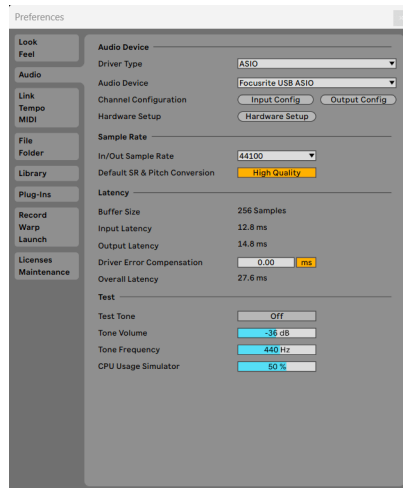 Preferences
Look
Feel
Audio
Link
Tempo
MIDI
File
Folder
Library
Plug-Ins
Record
Warp
Launch
Licenses
Maintenance
Audio Device
Driver Type ASIO
Audio Device Focusrite USB ASIO
Channel Configuration Input Config Output Config
Hardware Setup Hardware Setup
Sample Rate
In/Out Sample Rate 44100
Default SR & Pitch Conversion High Quality
Latency
Buffer Size 256 Samples
Input Latency 12.8 ms
Output Latency 14.8 ms
Driver Error Compensation 0.00 ms
Overall Latency 27.6 ms
Test
Test Tone Off
Tone Volume -36 dB
Tone Frequency 440 Hz
CPU Usage Simulator 50 %